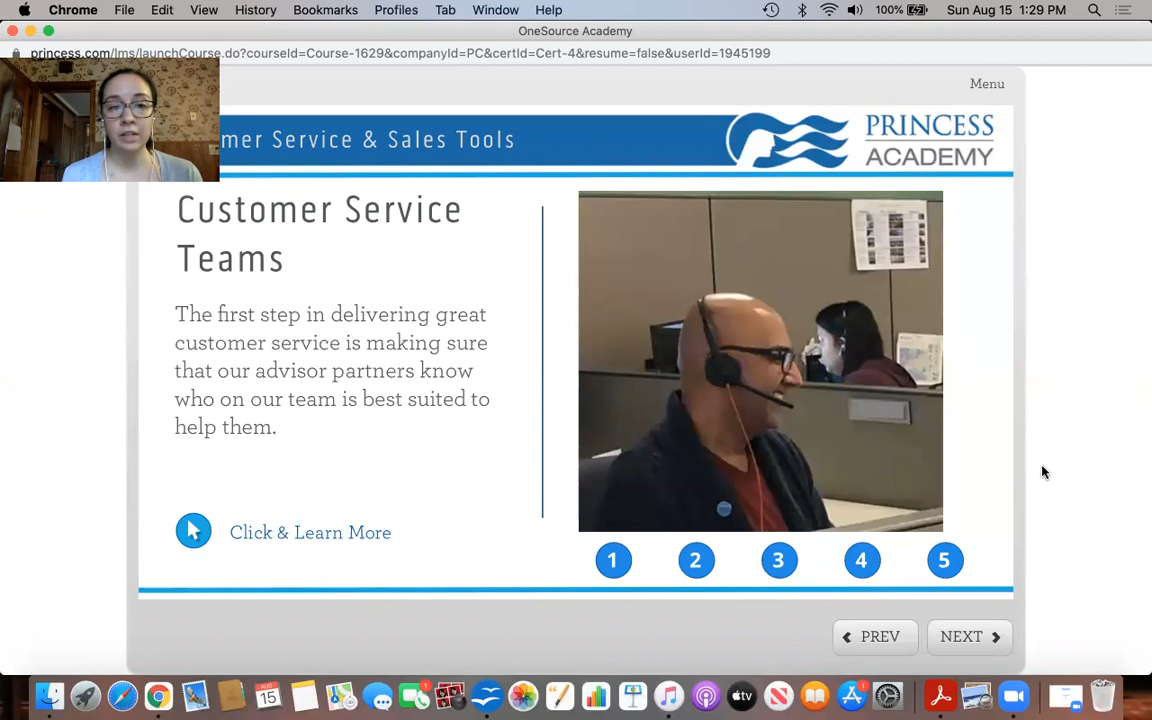 Chrome File Edit View History Bookmarks Profiles Tab Window Help 100% Sun Aug 15 1:29 PM
OneSource Academy
princess.com/lms/launchCourse.do?courseId=Course-1629&companyId=PC&certId=Cert-4&resume=false&userId=1945199
Menu
mer Service & Sales Tools
PRINCESS
ACADEMY
Customer Service
Teams
The first step in delivering great
customer service is making sure
that our advisor partners know
who on our team is best suited to
help them.
Click & Learn More
1 2 3 4 5
PREV NEXT
AUG
15
1
tv
1